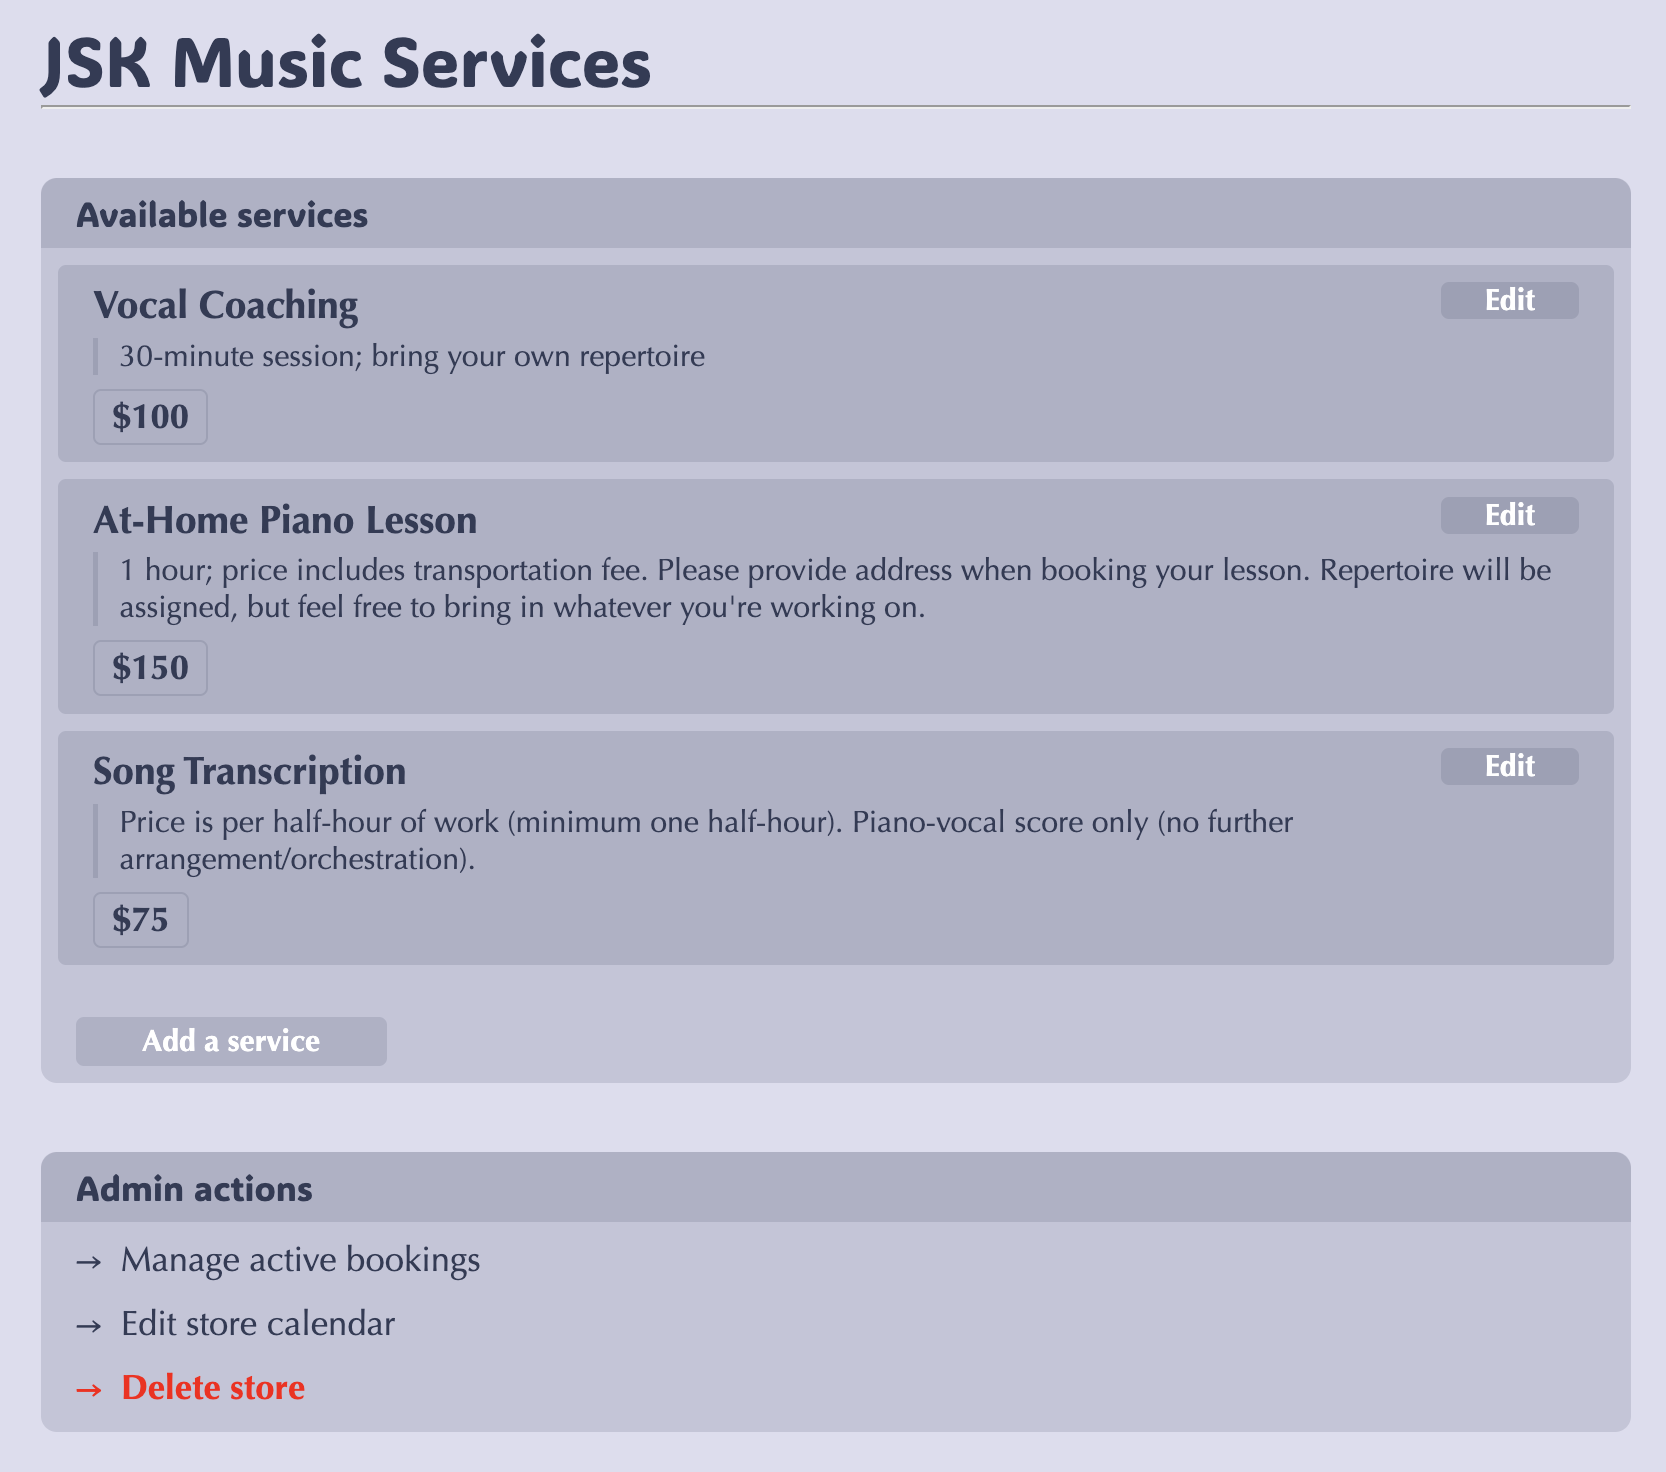 JSK Music Services
Available services
Vocal Coaching
Edit
30-minute session; bring your own repertoire
$100
At-Home Piano Lesson
Edit
1 hour; price includes transportation fee. Please provide address when booking your lesson. Repertoire will be
assigned, but feel free to bring in whatever you're working on.
$150
Song Transcription
Edit
Price is per half-hour of work (minimum one half-hour). Piano-vocal score only (no further
arrangement/orchestration).
$75
Add a service
Admin actions
→ Manage active bookings
→ Edit store calendar
→ Delete store